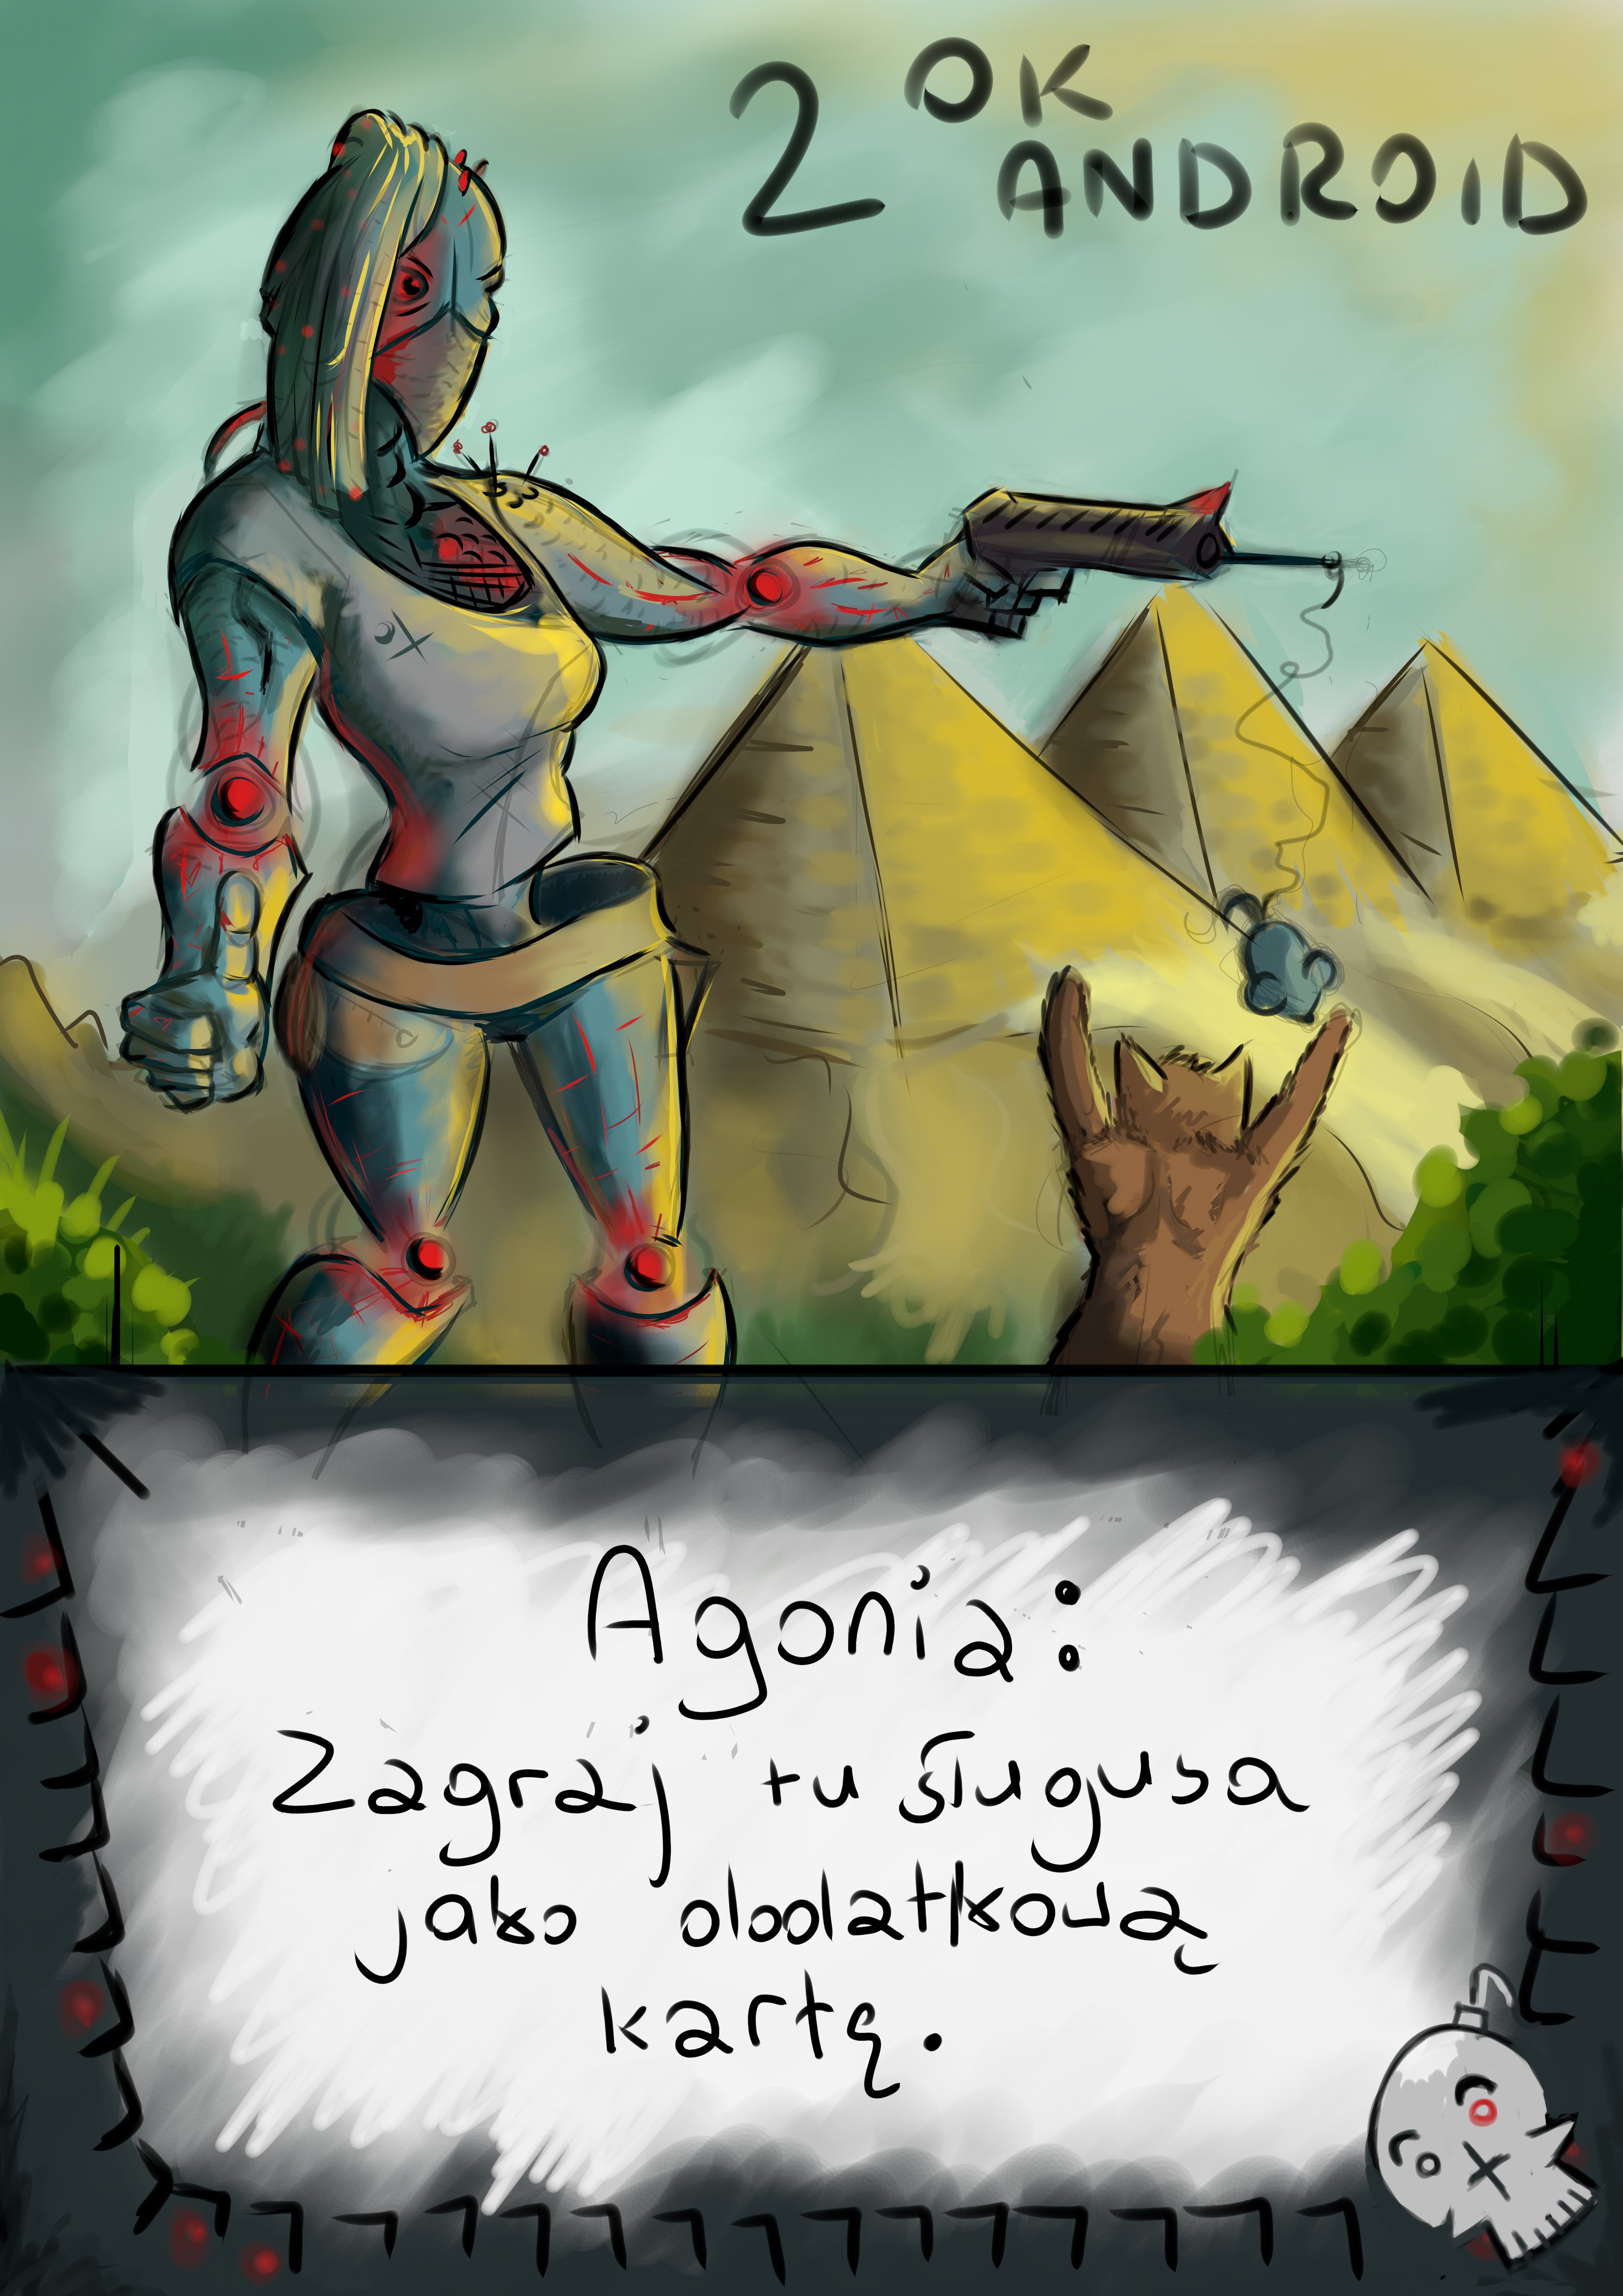 2 OK
ANDROID
Agonia:
Zagraj tu sługusa
jako dodatkową
kartę.